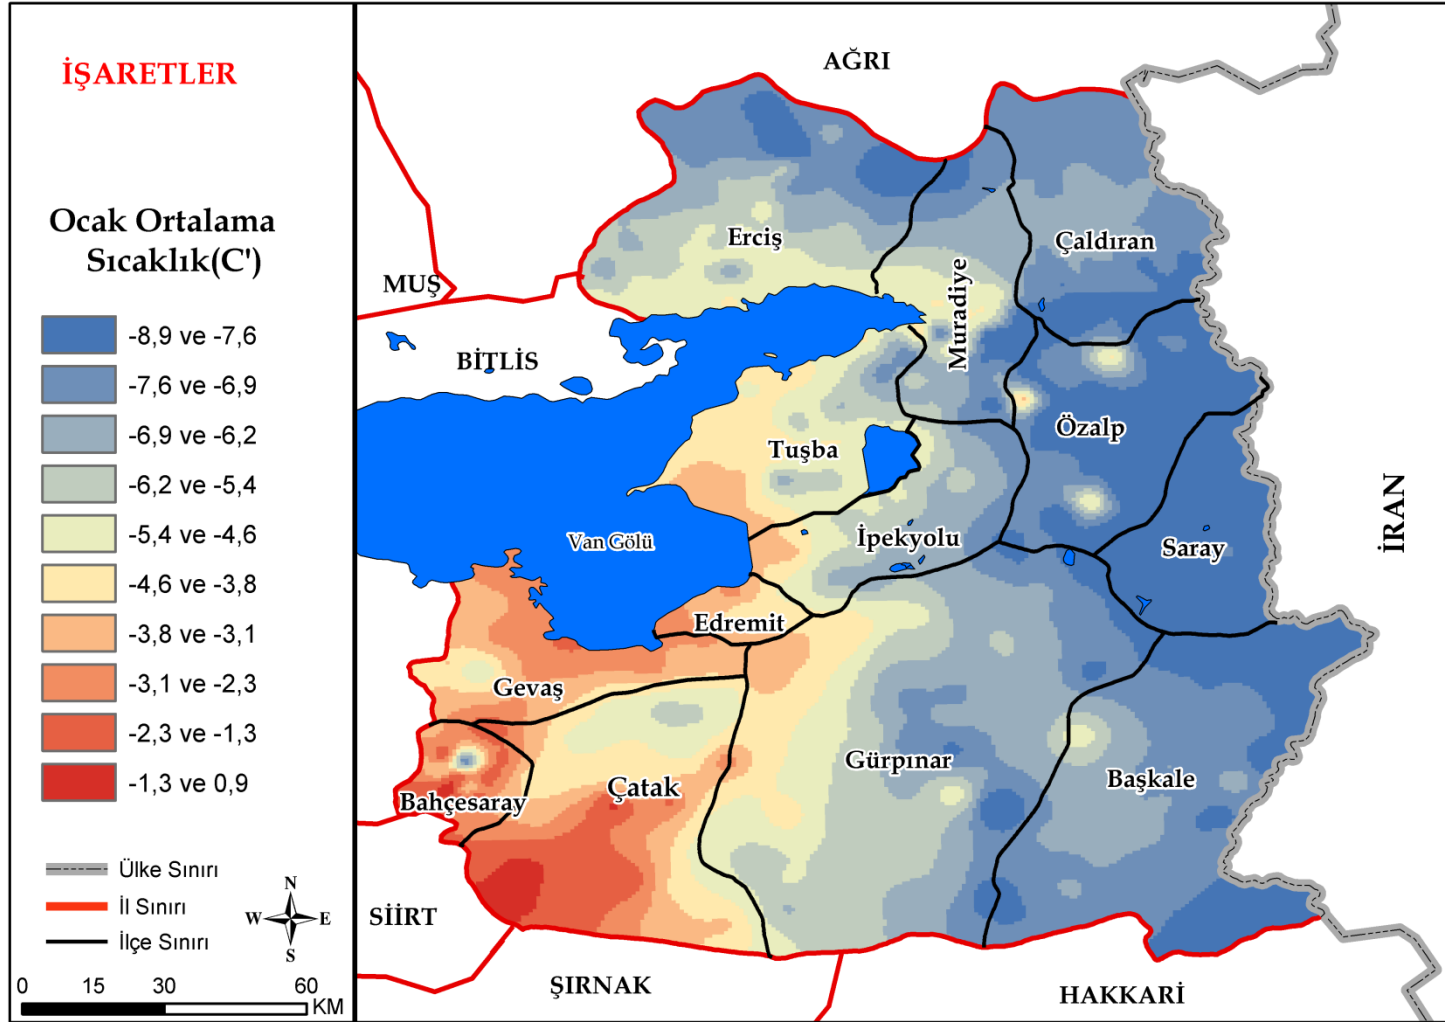 İŞARETLER
Ocak Ortalama
Sıcaklık(C')
-8,9 ve -7,6
-7,6 ve -6,9
-6,9 ve -6,2
-6,2 ve -5,4
-5,4 ve -4,6
-4,6 ve -3,8
-3,8 ve -3,1
-3,1 ve -2,3
-2,3 ve -1,3
-1,3 ve 0,9
Ülke Sınırı
İl Sınırı
İlçe Sınırı
N
W E
S
0 15 30 60
KM
AĞRI
MUŞ
BİTLİS
Erciş
Çaldıran
Muradiye
Özalp
Tuşba
Van Gölü
İpekyolu
Saray
İRAN
Edremit
Gevaş
Gürpınar
Başkale
Çatak
Bahçesaray
SİİRT
ŞIRNAK
HAKKARİ